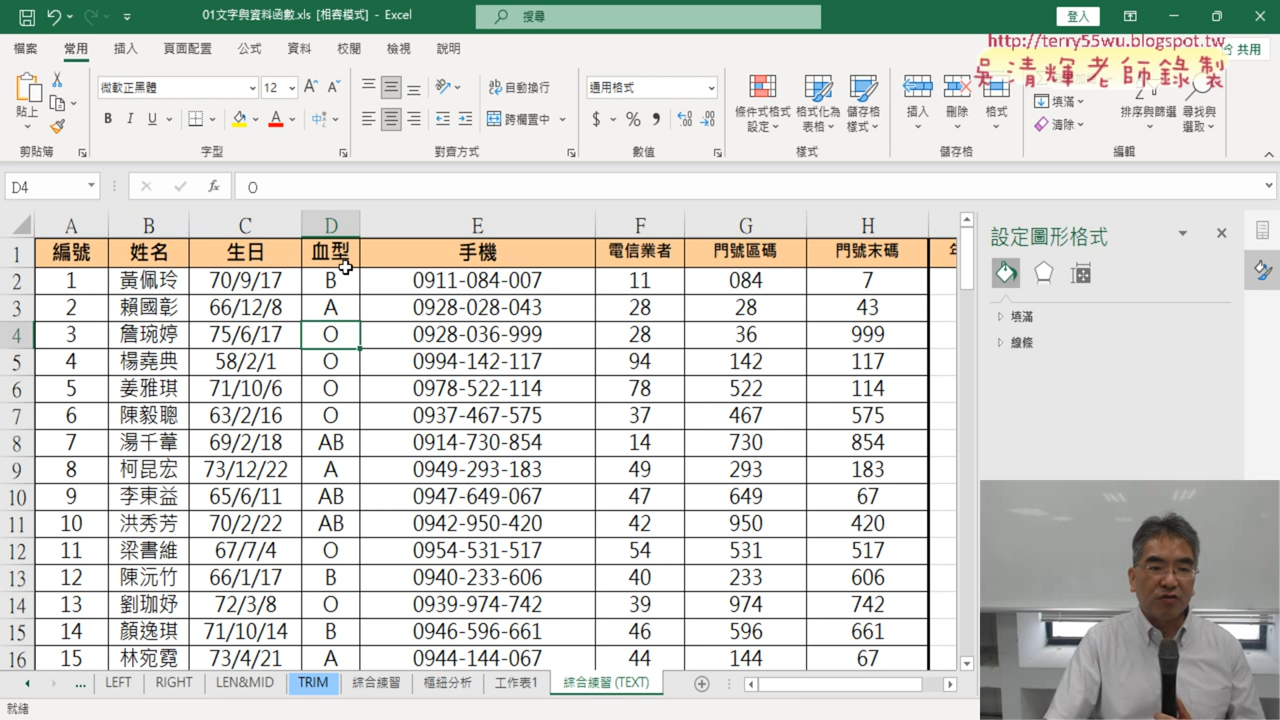 01文字與資料函數.xls [相容模式] - Excel
搜尋
登入
檔案 常用 插入 頁面配置 公式 資料 校閱 檢視 說明
共用
http://terry55wu.blogspot.tw
吳清輝老師錄製
貼上
微軟正黑體 12
自動換行
跨欄置中
通用格式
條件式格式設定
格式化為表格
儲存格樣式
插入
刪除
格式
填滿
清除
排序與篩選
尋找與選取
剪貼簿 字型 對齊方式 數值 樣式 儲存格 編輯
D4 fx O
A B C D E F G H
1 編號 姓名 生日 血型 手機 電信業者 門號區碼 門號末碼
2 1 黃佩玲 70/9/17 B 0911-084-007 11 084 7
3 2 賴國彰 66/12/8 A 0928-028-043 28 28 43
4 3 詹琬婷 75/6/17 O 0928-036-999 28 36 999
5 4 楊堯典 58/2/1 O 0994-142-117 94 142 117
6 5 姜雅琪 71/10/6 O 0978-522-114 78 522 114
7 6 陳毅聰 63/2/16 O 0937-467-575 37 467 575
8 7 湯千葦 69/2/18 AB 0914-730-854 14 730 854
9 8 柯昆宏 73/12/22 A 0949-293-183 49 293 183
10 9 李東益 65/6/11 AB 0947-649-067 47 649 67
11 10 洪秀芳 70/2/22 AB 0942-950-420 42 950 420
12 11 梁書維 67/7/4 O 0954-531-517 54 531 517
13 12 陳沅竹 66/1/17 B 0940-233-606 40 233 606
14 13 劉珈妤 72/3/8 O 0939-974-742 39 974 742
15 14 顏逸琪 71/10/14 B 0946-596-661 46 596 661
16 15 林宛霓 73/4/21 A 0944-144-067 44 144 67
設定圖形格式
填滿
線條
... LEFT RIGHT LEN&MID TRIM 綜合練習 樞紐分析 工作表1 綜合練習 (TEXT)
就緒